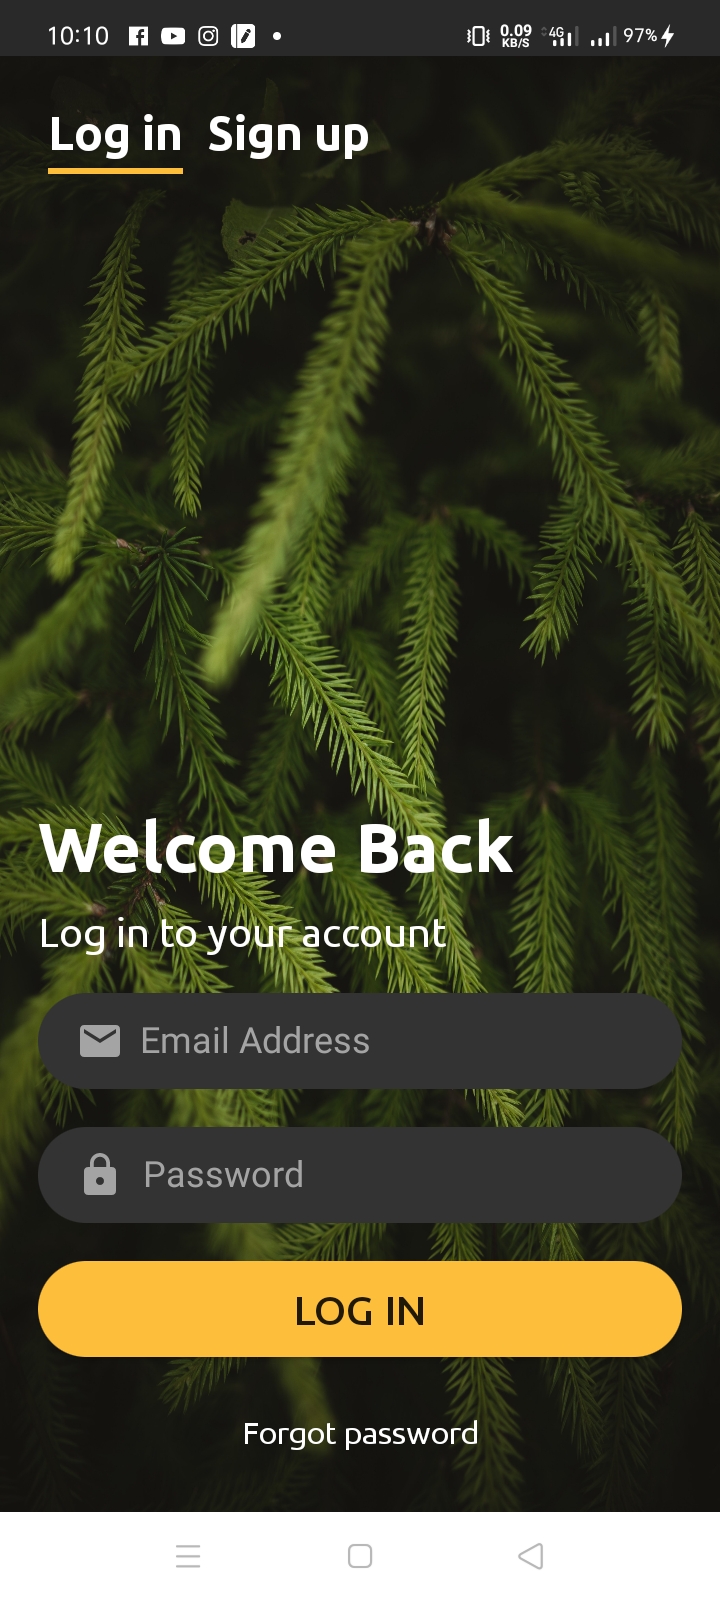 10:10 0.09 KB/S 4G 97%
Log in Sign up
Welcome Back
Log in to your account
Email Address
Password
LOG IN
Forgot password